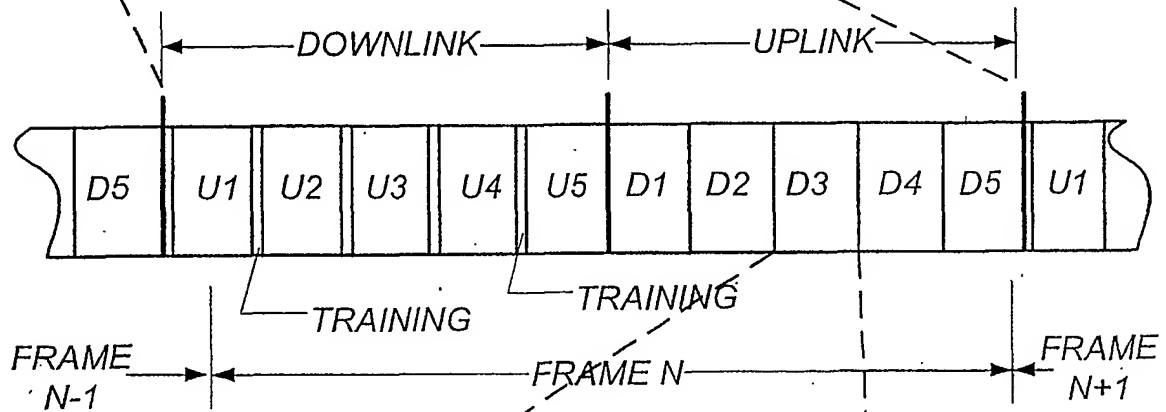 DOWNLINK UPLINK
D5 U1 U2 U3 U4 U5 D1 D2 D3 D4 D5 U1
TRAINING TRAINING
FRAME N-1 FRAME N FRAME N+1